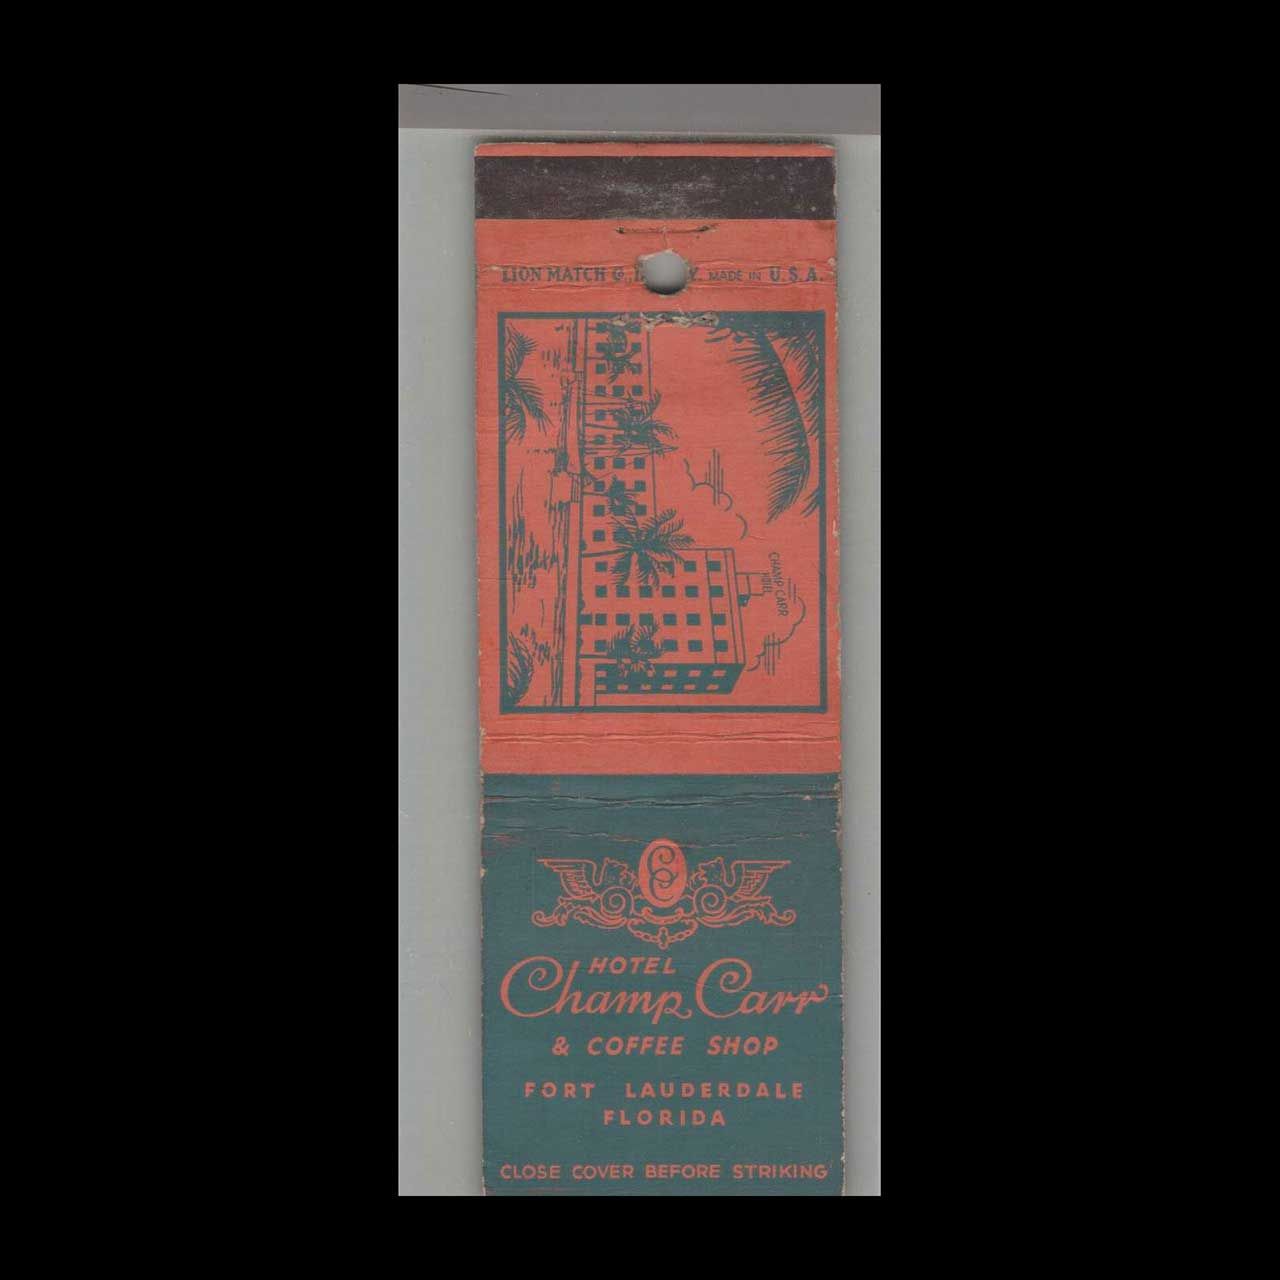 LION MATCH Co. MADE IN U.S.A.
CHAMP CARR
HOTEL
HOTEL
Champ Carr
& COFFEE SHOP
FORT LAUDERDALE
FLORIDA
CLOSE COVER BEFORE STRIKING